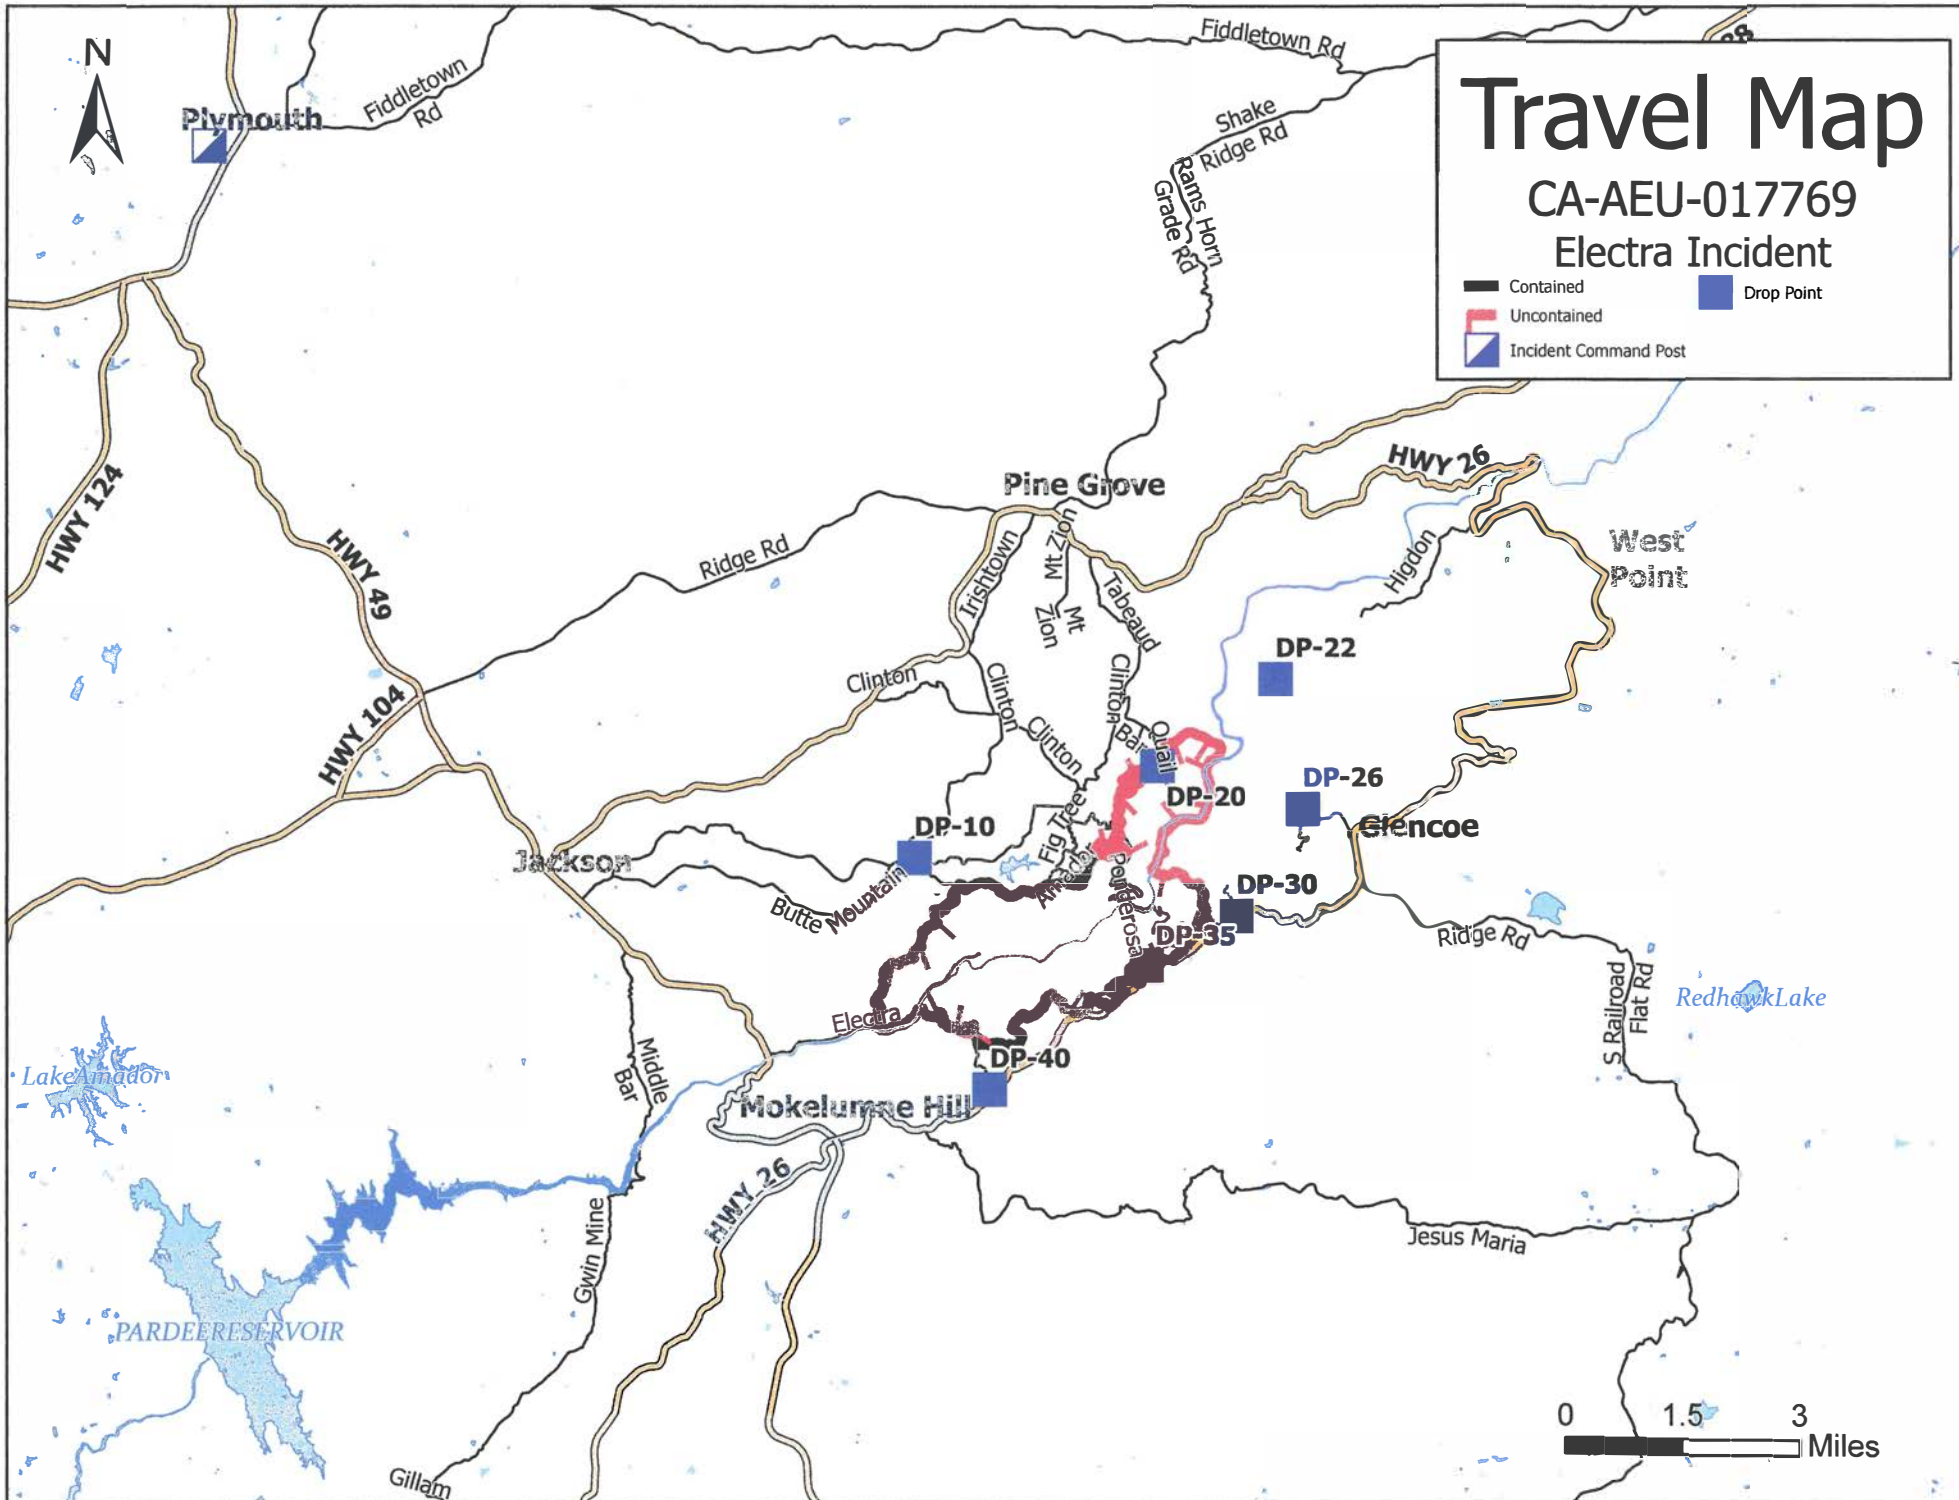 N
Plymouth
Fiddletown
Rd
Fiddletown Rd
Shake
Ridge Rd
Rams Horn
Grade Rd
Travel Map
CA-AEU-017769
Electra Incident
Contained
Uncontained
Incident Command Post
Drop Point
HWY 124
HWY 49
HWY 104
Ridge Rd
Pine Grove
HWY 26
Irishtown
Mt Zion
Mt
Zion
Tabeaud
Higdon
West
Point
Clinton
Clinton
Clinton
Clinton
Bar
Quail
DP-22
DP-20
DP-26
Glencoe
DP-10
Fig Tree
Amador
Ponderosa
DP-30
DP-35
Jackson
Butte
Mountain
Ridge Rd
S Railroad
Flat Rd
RedhawkLake
Electra
DP-40
Middle
Bar
LakeAmador
Mokelumne Hill
HWY 26
Gwin Mine
Jesus Maria
PARDEERESERVOIR
Gillam
0 1.5 3
Miles